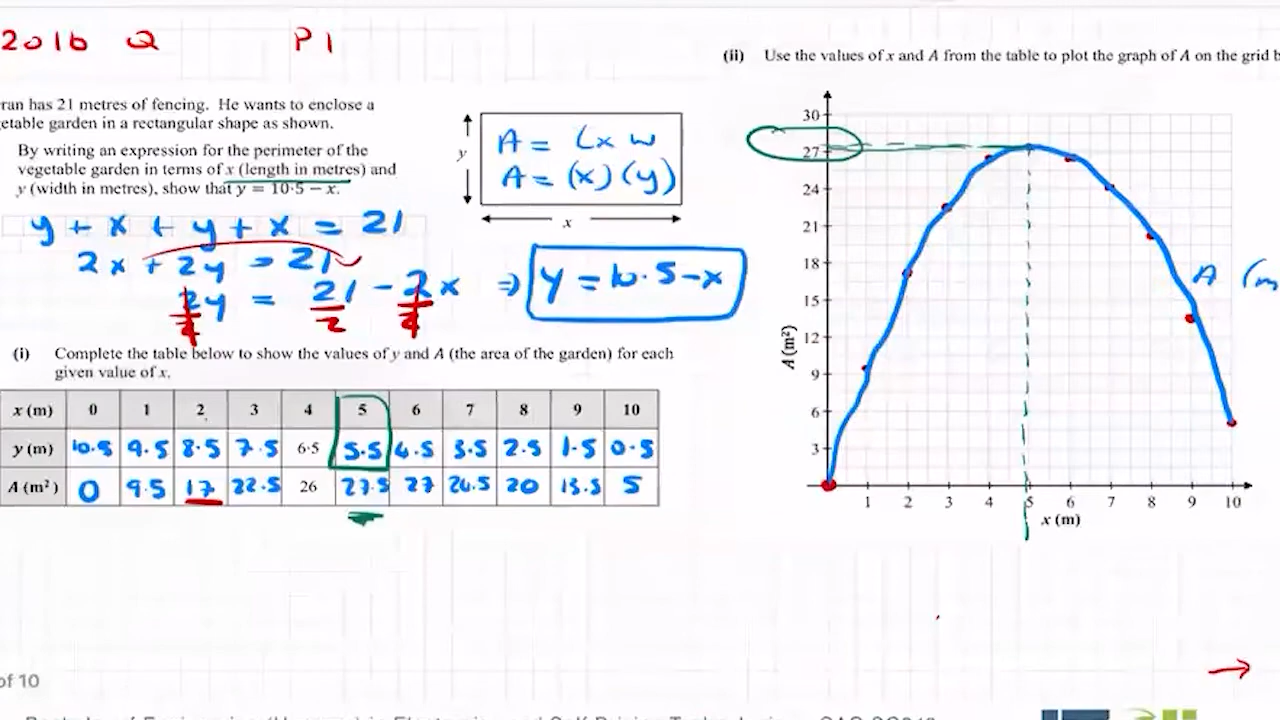 2016 Q P1
ran has 21 metres of fencing. He wants to enclose a
etable garden in a rectangular shape as shown.
By writing an expression for the perimeter of the
vegetable garden in terms of x (length in metres) and
y (width in metres), show that y = 10·5 – x.
y
A = L x w
A = (x)(y)
x
y + x + y + x = 21
2x + 2y = 21
2y = 21 - 2x
2 2 2
⇒ y = 10.5 - x
(i) Complete the table below to show the values of y and A (the area of the garden) for each
given value of x.
x (m) 0 1 2 3 4 5 6 7 8 9 10
y (m) 10.5 9.5 8.5 7.5 6·5 5.5 4.5 3.5 2.5 1.5 0.5
A (m²) 0 9.5 17 22.5 26 27.5 27 24.5 20 13.5 5
(ii) Use the values of x and A from the table to plot the graph of A on the grid b
30
27
24
21
18
15
12
9
6
3
A (m²)
A (m
1 2 3 4 5 6 7 8 9 10
x (m)
of 10